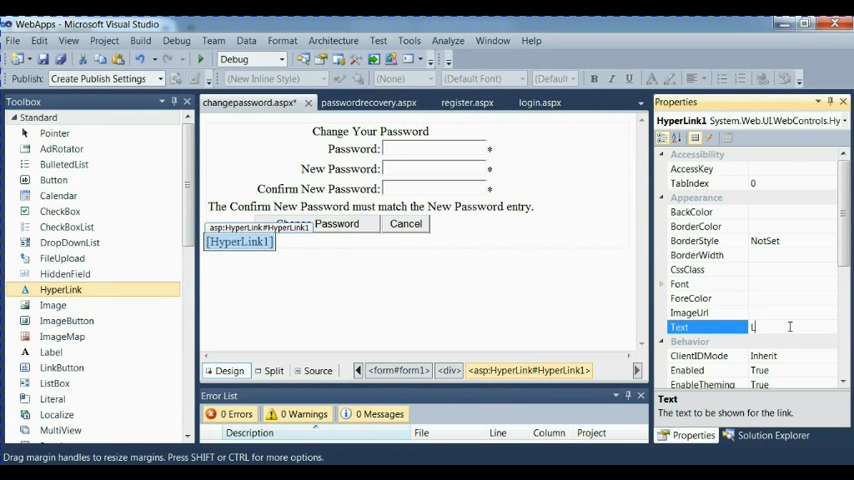 WebApps - Microsoft Visual Studio
File Edit View Project Build Debug Team Data Format Architecture Test Tools Analyze Window Help
Debug
Publish: Create Publish Settings (New Inline Style) (None) (Default Font) (Default B I U A
Toolbox
Standard
Pointer
AdRotator
BulletedList
Button
Calendar
CheckBox
CheckBoxList
DropDownList
FileUpload
HiddenField
HyperLink
Image
ImageButton
ImageMap
Label
LinkButton
ListBox
Literal
Localize
MultiView
changepassword.aspx* passwordrecovery.aspx register.aspx login.aspx
Change Your Password
Password: *
New Password: *
Confirm New Password: *
The Confirm New Password must match the New Password entry.
Password Cancel
asp:HyperLink#HyperLink1
[HyperLink1]
Design Split Source <form#form1> <div> <asp:HyperLink#HyperLink1>
Error List
0 Errors 0 Warnings 0 Messages
Description File Line Column Project
Properties
HyperLink1 System.Web.UI.WebControls.Hy
Accessibility
AccessKey
TabIndex 0
Appearance
BackColor
BorderColor
BorderStyle NotSet
BorderWidth
CssClass
Font
ForeColor
ImageUrl
Text L
Behavior
ClientIDMode Inherit
Enabled True
EnableTheming True
Text
The text to be shown for the link.
Properties Solution Explorer
Drag margin handles to resize margins. Press SHIFT or CTRL for more options.